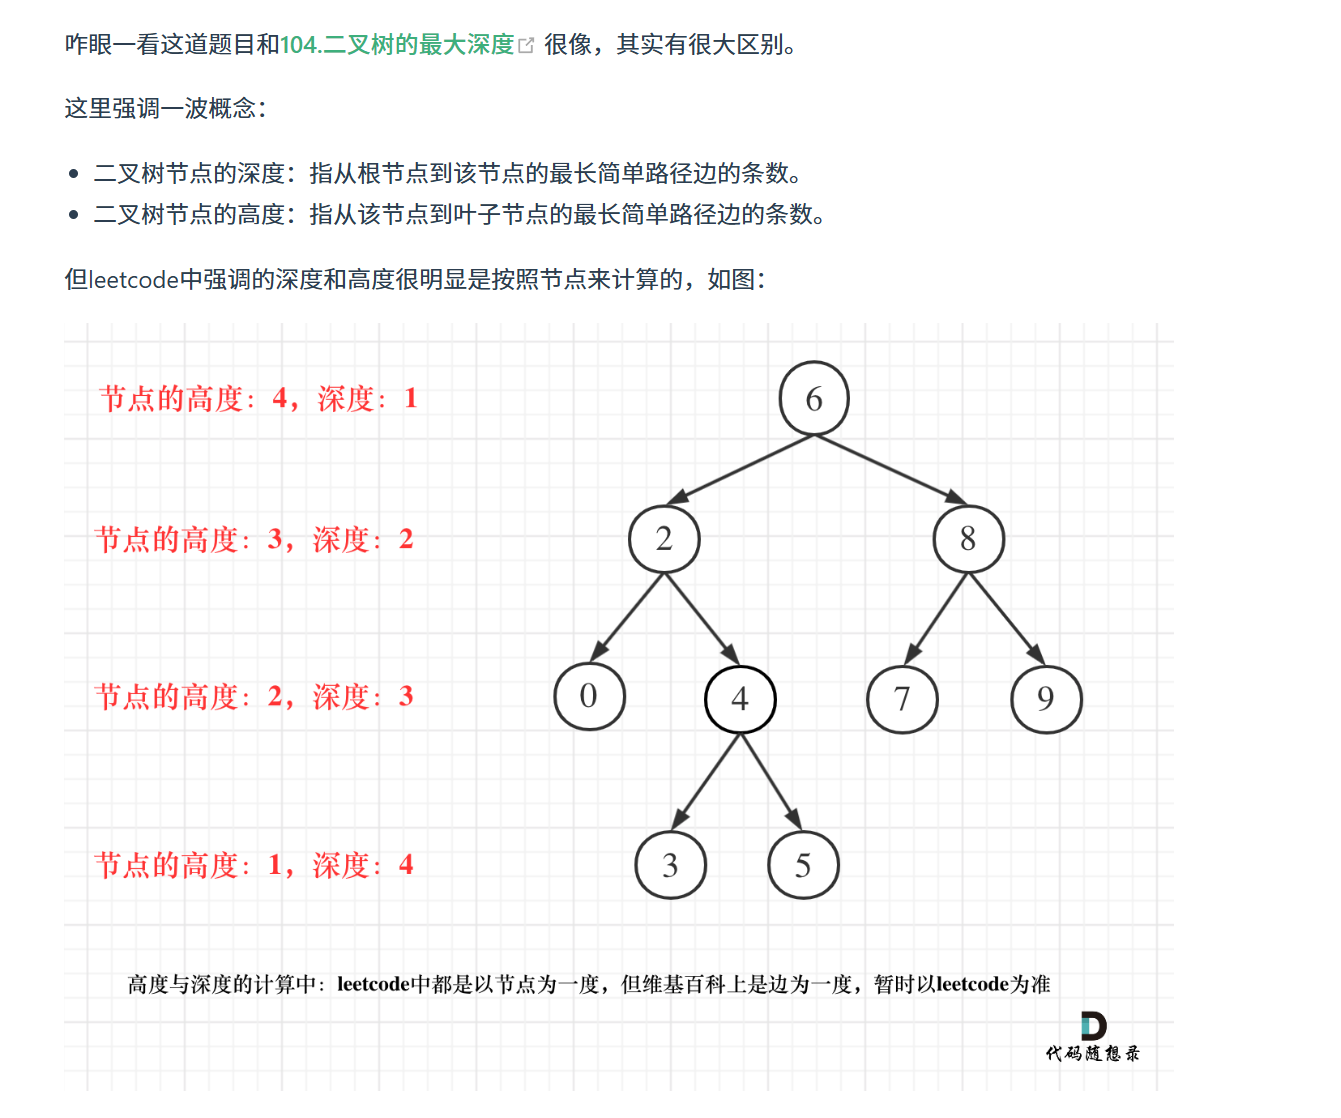 咋眼一看这道题目和104.二叉树的最大深度 很像，其实有很大区别。
这里强调一波概念：
二叉树节点的深度：指从根节点到该节点的最长简单路径边的条数。
二叉树节点的高度：指从该节点到叶子节点的最长简单路径边的条数。
但leetcode中强调的深度和高度很明显是按照节点来计算的，如图：
节点的高度：4，深度：1
6
节点的高度：3，深度：2
2
8
节点的高度：2，深度：3
0
4
7
9
节点的高度：1，深度：4
3
5
高度与深度的计算中：leetcode中都是以节点为一度，但维基百科上是边为一度，暂时以leetcode为准
代码随想录